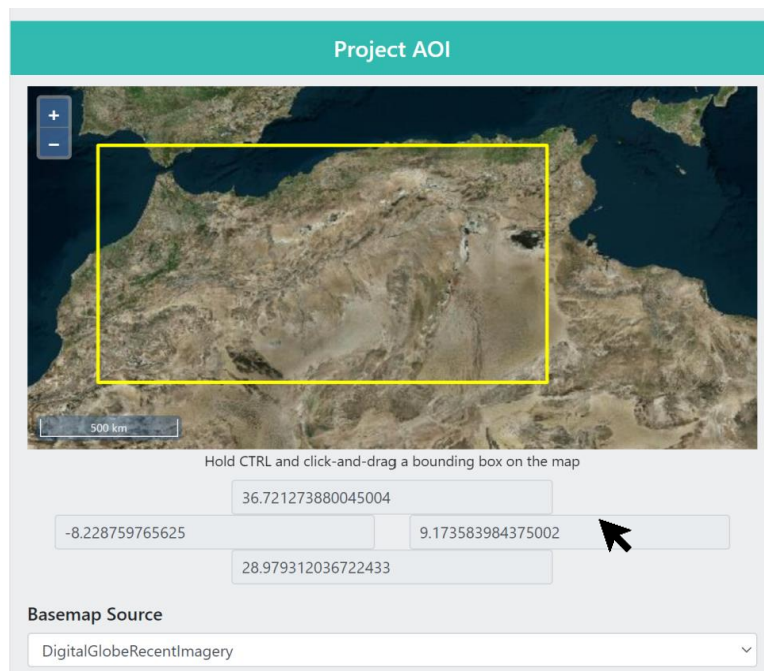 Project AOI
+
−
500 km
Hold CTRL and click-and-drag a bounding box on the map
36.721273880045004
-8.228759765625
9.173583984375002
28.979312036722433
Basemap Source
DigitalGlobeRecentImagery